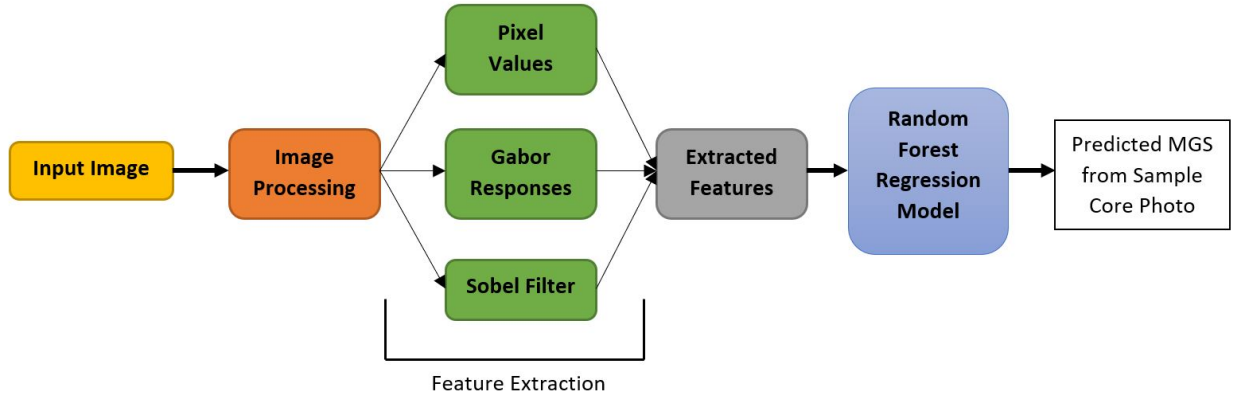 Input Image
Image
Processing
Pixel
Values
Gabor
Responses
Sobel Filter
Feature Extraction
Extracted
Features
Random
Forest
Regression
Model
Predicted MGS
from Sample
Core Photo